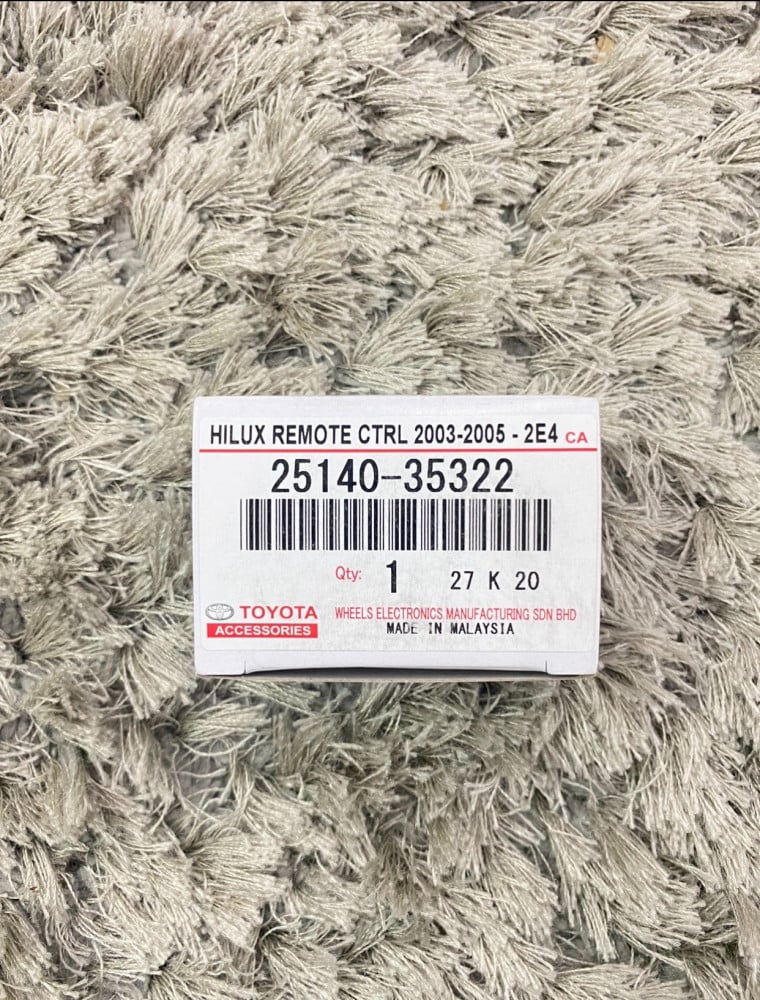 HILUX REMOTE CTRL 2003-2005 - 2E4 CA
25140-35322
Qty: 1 27 K 20
TOYOTA WHEELS ELECTRONICS MANUFACTURING SDN BHD
ACCESSORIES MADE IN MALAYSIA